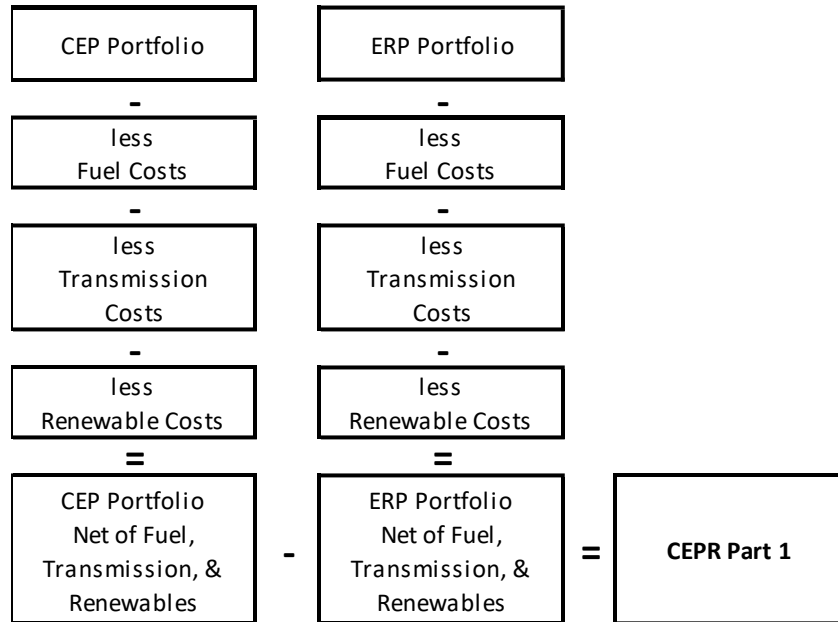 CEP Portfolio
ERP Portfolio
-
-
less
Fuel Costs
less
Fuel Costs
-
-
less
Transmission
Costs
less
Transmission
Costs
-
-
less
Renewable Costs
less
Renewable Costs
=
=
CEP Portfolio
Net of Fuel,
Transmission, &
Renewables
-
ERP Portfolio
Net of Fuel,
Transmission, &
Renewables
=
CEPR Part 1